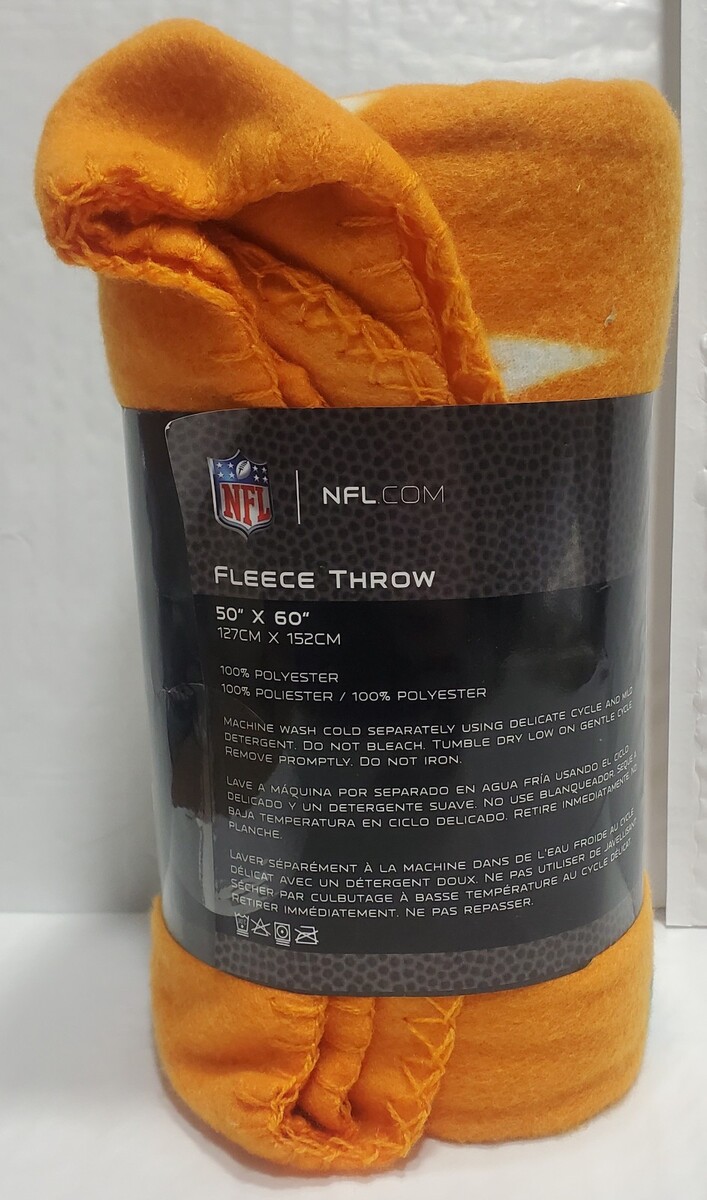 NFL
NFL.COM
FLEECE THROW
50" X 60"
127CM X 152CM
100% POLYESTER
100% POLIESTER / 100% POLYESTER
MACHINE WASH COLD SEPARATELY USING DELICATE CYCLE AND MILD
DETERGENT. DO NOT BLEACH. TUMBLE DRY LOW ON GENTLE CYCLE.
REMOVE PROMPTLY. DO NOT IRON.
LAVE A MÁQUINA POR SEPARADO EN AGUA FRÍA USANDO EL CICLO
DELICADO Y UN DETERGENTE SUAVE. NO USE BLANQUEADOR. SEQUE A
BAJA TEMPERATURA EN CICLO DELICADO. RETIRE INMEDIATAMENTE. NO
PLANCHE.
LAVER SÉPARÉMENT À LA MACHINE DANS DE L'EAU FROIDE AU CYCLE
DÉLICAT AVEC UN DÉTERGENT DOUX. NE PAS UTILISER DE JAVELLISANT.
SÉCHER PAR CULBUTAGE À BASSE TEMPÉRATURE AU CYCLE DÉLICAT.
RETIRER IMMÉDIATEMENT. NE PAS REPASSER.